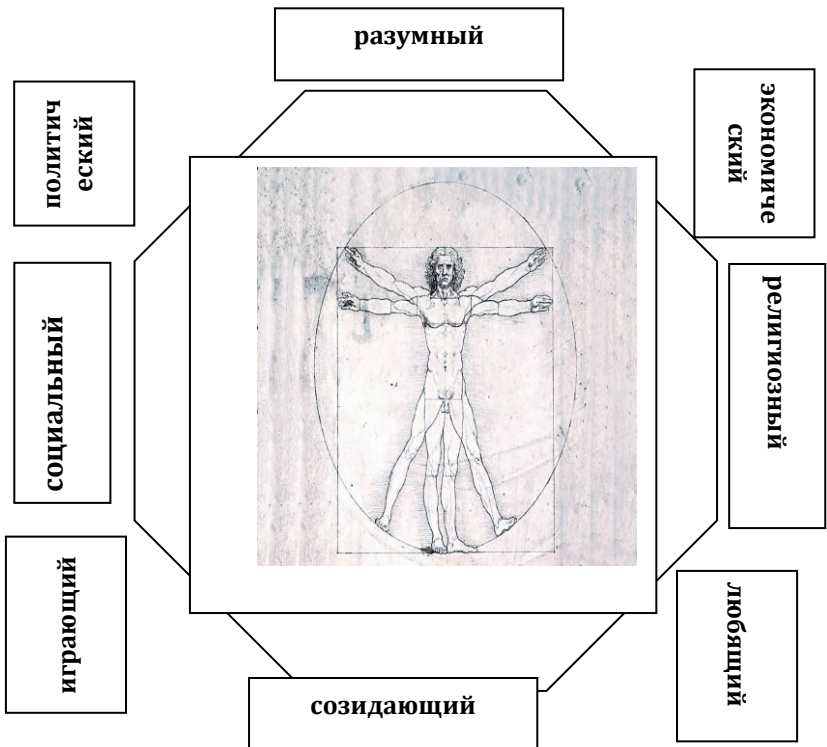 разумный
политич
еский
экономиче
ский
социальный
религиозный
играющий
любящий
созидающий